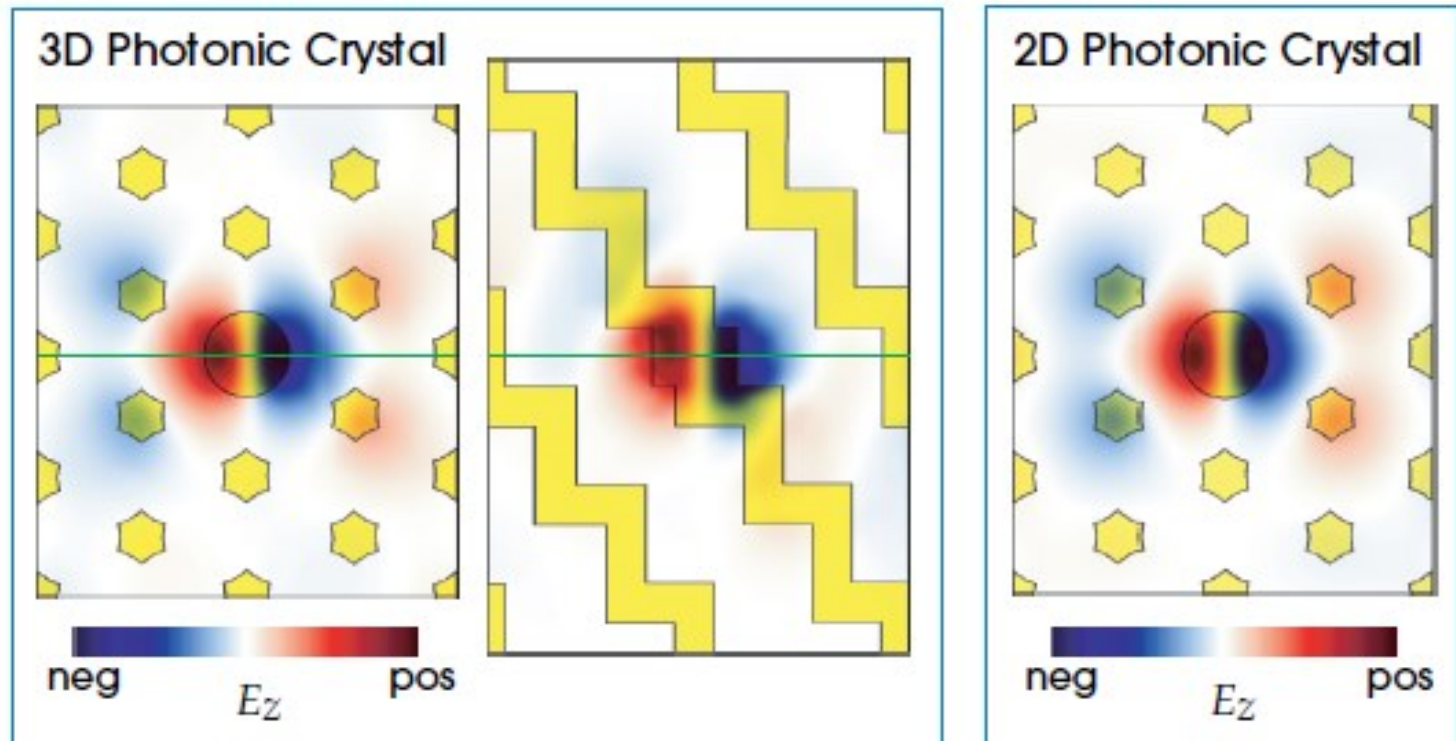 3D Photonic Crystal
neg
pos
E_z
2D Photonic Crystal
neg
pos
E_z